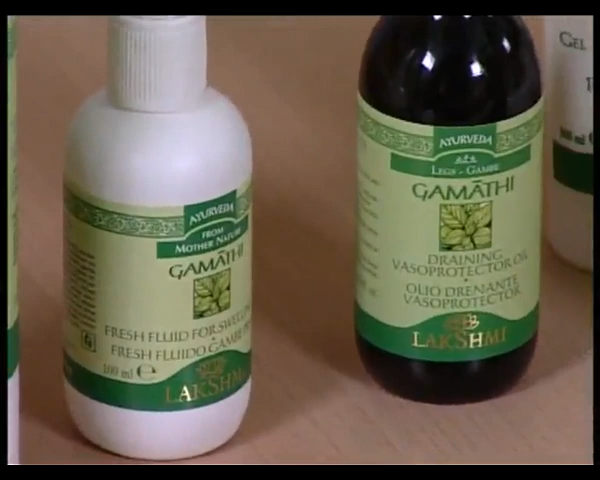 AYURVEDA
FROM
MOTHER NATURE
GAMĀTHI
FRESH FLUID FOR SWELLIN
FRESH FLUIDO GAMBE
100 ml e
LAKSHMI
AYURVEDA
LEGS - GAMBE
GAMĀTHI
DRAINING
VASOPROTECTOR OIL
OLIO DRENANTE
VASOPROTECTOR
LAKSHMI
GEL